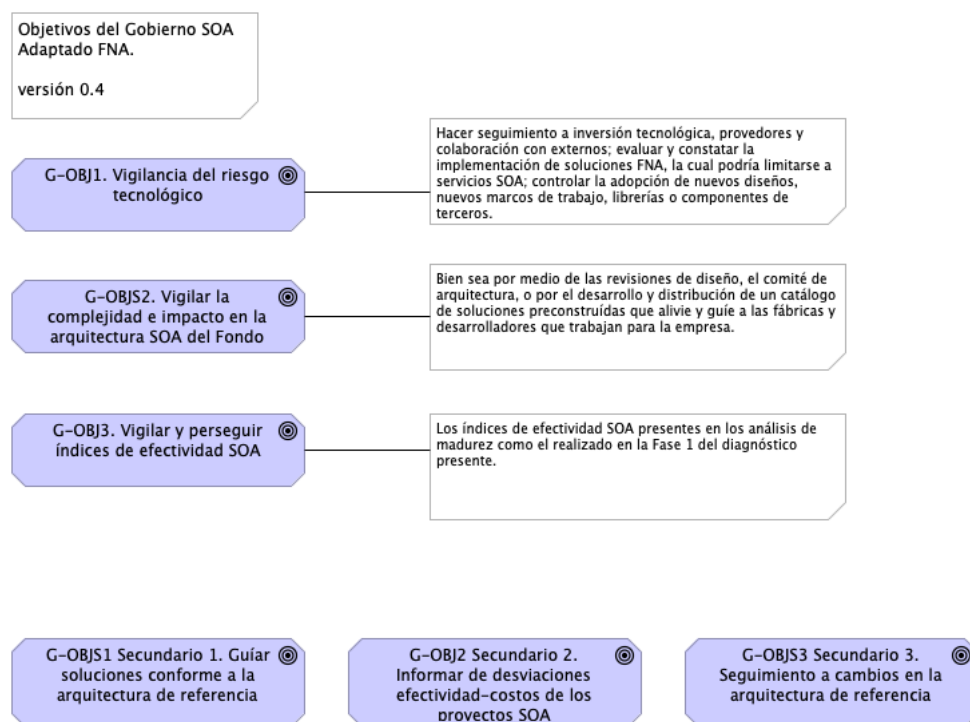 Objetivos del Gobierno SOA
Adaptado FNA.
versión 0.4
G-OBJ1. Vigilancia del riesgo
tecnológico
Hacer seguimiento a inversión tecnológica, provedores y
colaboración con externos; evaluar y constatar la
implementación de soluciones FNA, la cual podría limitarse a
servicios SOA; controlar la adopción de nuevos diseños,
nuevos marcos de trabajo, librerías o componentes de
terceros.
G-OBJS2. Vigilar la
complejidad e impacto en la
arquitectura SOA del Fondo
Bien sea por medio de las revisiones de diseño, el comité de
arquitectura, o por el desarrollo y distribución de un catálogo
de soluciones preconstruídas que alivie y guíe a las fábricas y
desarrolladores que trabajan para la empresa.
G-OBJ3. Vigilar y perseguir
índices de efectividad SOA
Los índices de efectividad SOA presentes en los análisis de
madurez como el realizado en la Fase 1 del diagnóstico
presente.
G-OBJS1 Secundario 1. Guíar
soluciones conforme a la
arquitectura de referencia
G-OBJ2 Secundario 2.
Informar de desviaciones
efectividad-costos de los
proyectos SOA
G-OBJS3 Secundario 3.
Seguimiento a cambios en la
arquitectura de referencia